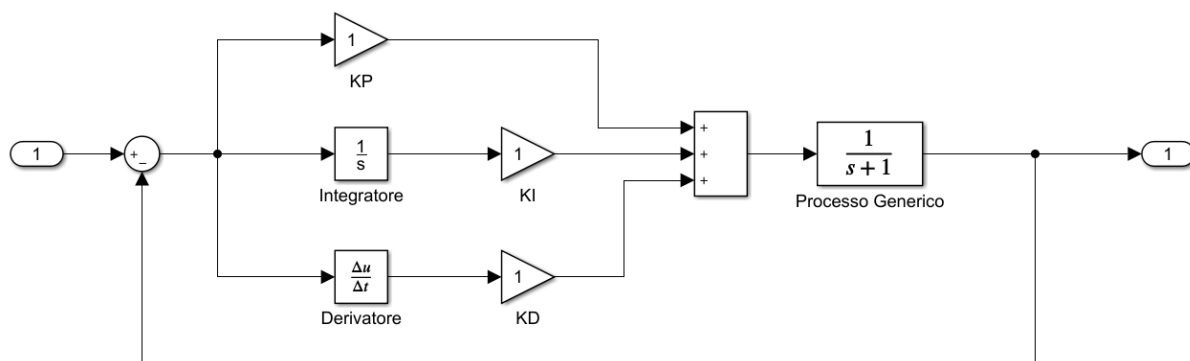 1
KP
1
+
−
1
s
Integratore
1
KI
+
+
+
1
s + 1
Processo Generico
1
Δu
Δt
Derivatore
1
KD